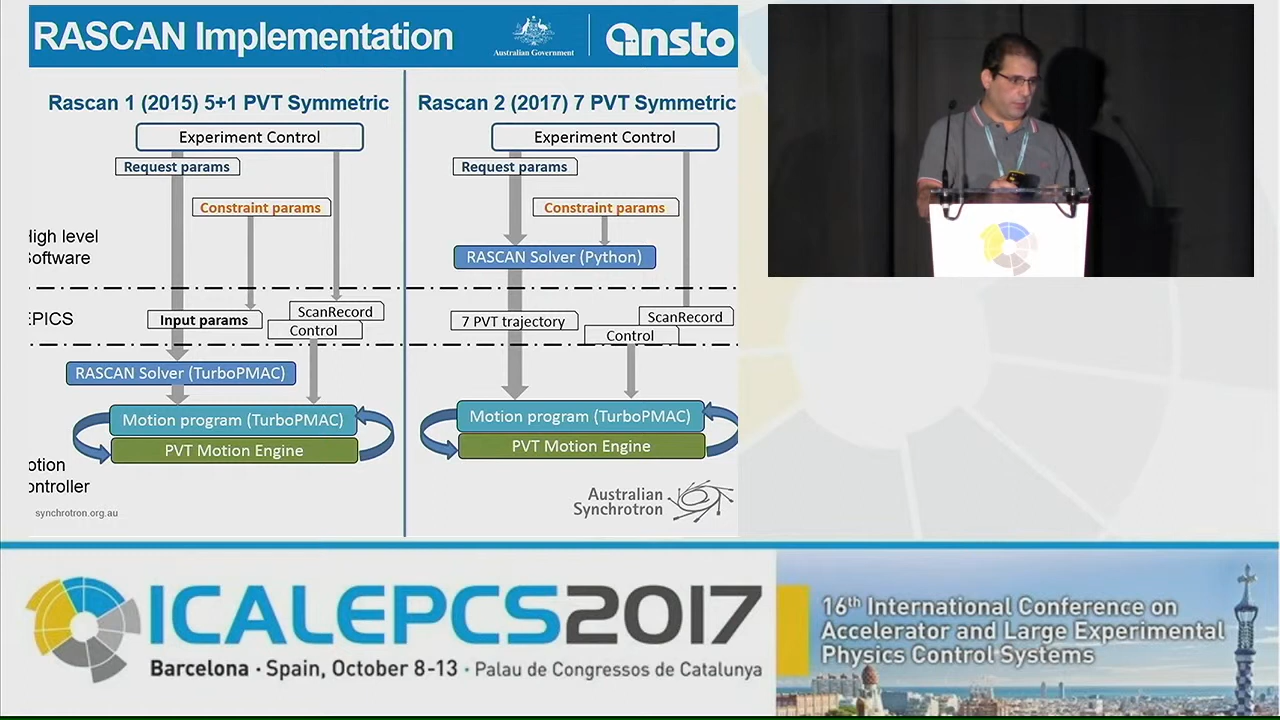 RASCAN Implementation
Australian Government
ansto
Rascan 1 (2015) 5+1 PVT Symmetric
Experiment Control
Request params
Constraint params
High level
Software
EPICS
Input params
ScanRecord
Control
RASCAN Solver (TurboPMAC)
Motion program (TurboPMAC)
PVT Motion Engine
otion
ontroller
synchrotron.org.au
Rascan 2 (2017) 7 PVT Symmetric
Experiment Control
Request params
Constraint params
RASCAN Solver (Python)
7 PVT trajectory
ScanRecord
Control
Motion program (TurboPMAC)
PVT Motion Engine
Australian
Synchrotron
ICALEPCS2017
Barcelona · Spain, October 8-13 · Palau de Congressos de Catalunya
16th International Conference on
Accelerator and Large Experimental
Physics Control Systems